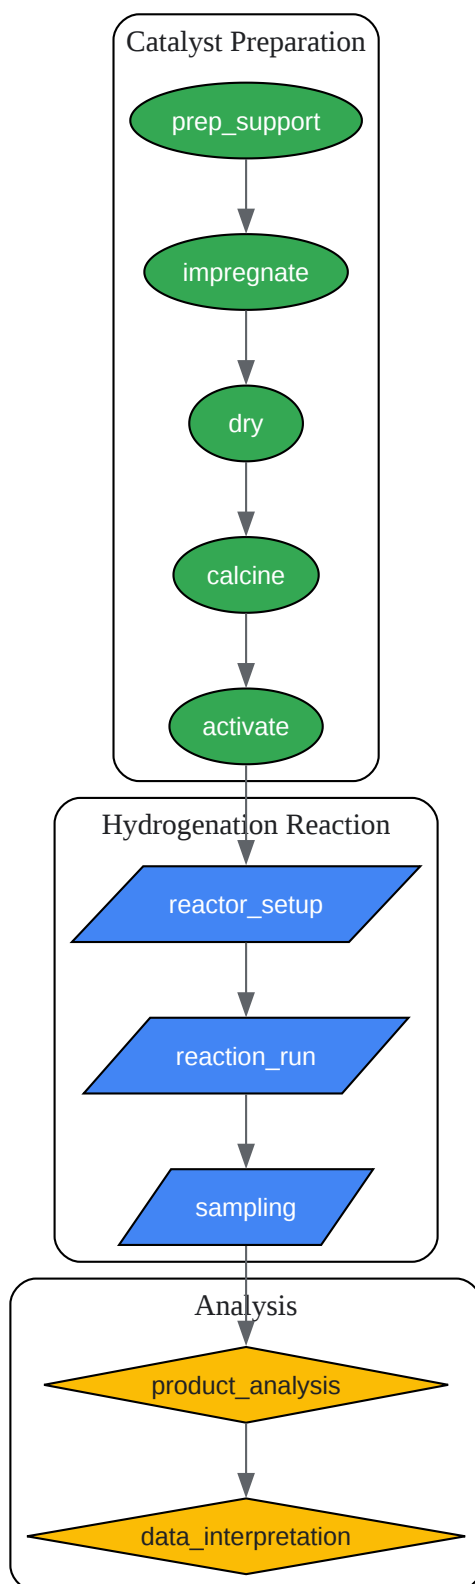 Catalyst Preparation
prep_support
impregnate
dry
calcine
activate
Hydrogenation Reaction
reactor_setup
reaction_run
sampling
Analysis
product_analysis
data_interpretation